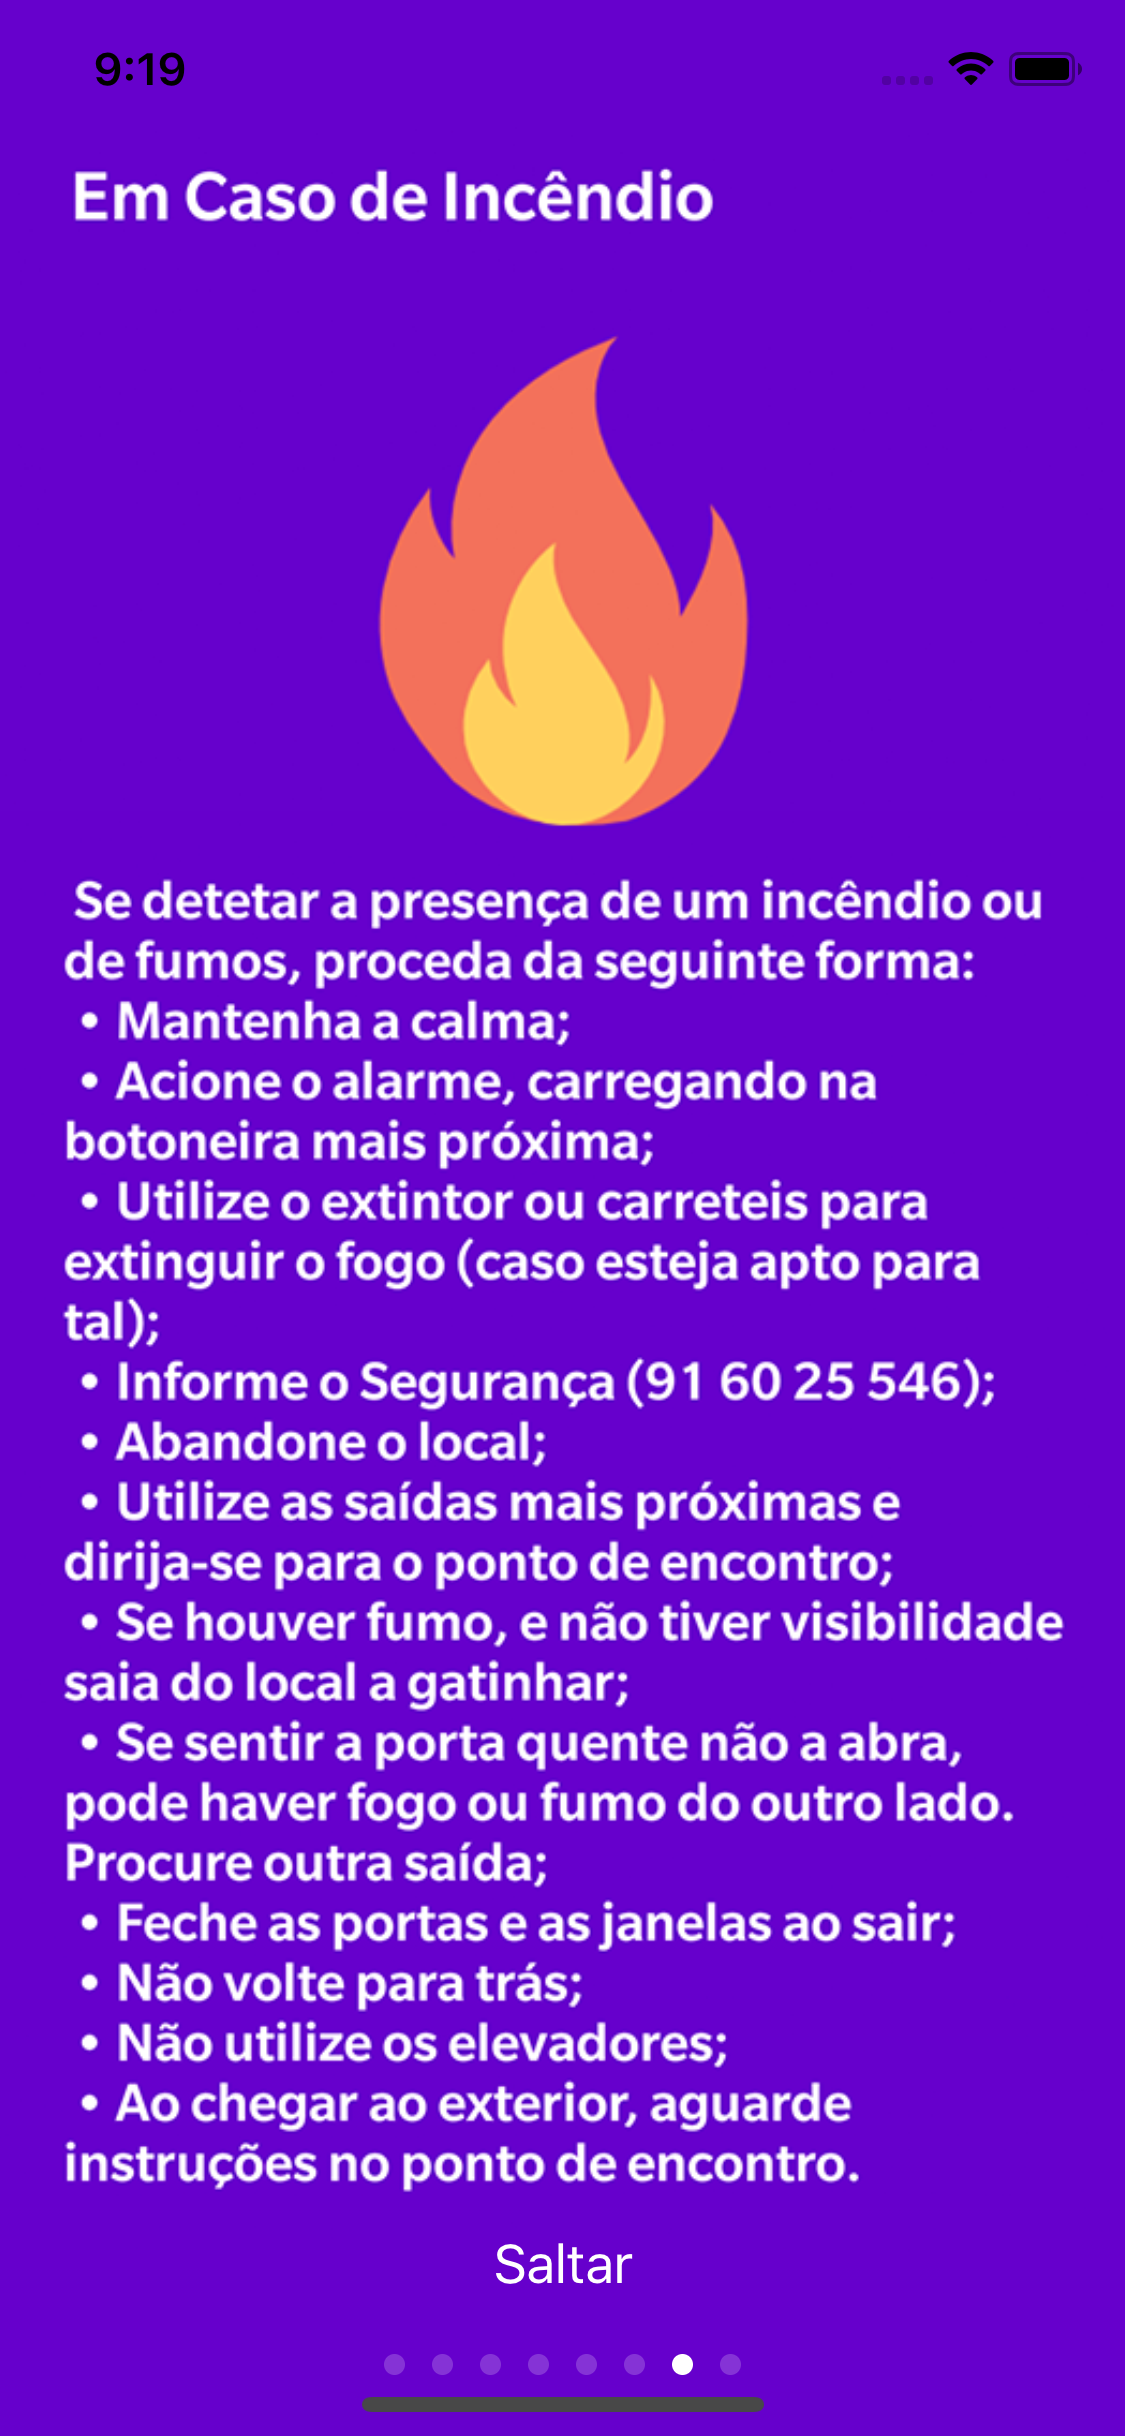 9:19
Em Caso de Incêndio
Se detetar a presença de um incêndio ou
de fumos, proceda da seguinte forma:
• Mantenha a calma;
• Acione o alarme, carregando na
botoneira mais próxima;
• Utilize o extintor ou carreteis para
extinguir o fogo (caso esteja apto para
tal);
• Informe o Segurança (91 60 25 546);
• Abandone o local;
• Utilize as saídas mais próximas e
dirija-se para o ponto de encontro;
• Se houver fumo, e não tiver visibilidade
saia do local a gatinhar;
• Se sentir a porta quente não a abra,
pode haver fogo ou fumo do outro lado.
Procure outra saída;
• Feche as portas e as janelas ao sair;
• Não volte para trás;
• Não utilize os elevadores;
• Ao chegar ao exterior, aguarde
instruções no ponto de encontro.
Saltar